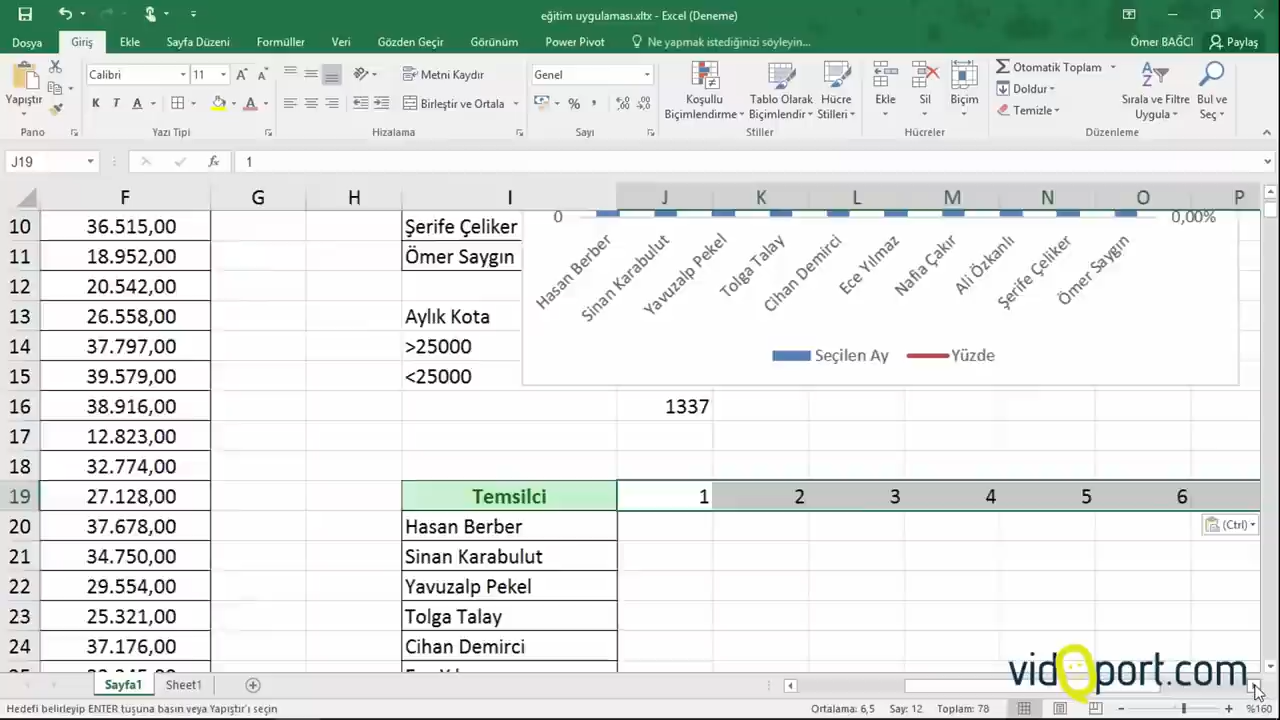 eğitim uygulaması.xltx - Excel (Deneme)
Dosya Giriş Ekle Sayfa Düzeni Formüller Veri Gözden Geçir Görünüm Power Pivot Ne yapmak istediğinizi söyleyin... Ömer BAĞCI Paylaş
Yapıştır
Pano
Calibri 11
K T A
Yazı Tipi
Metni Kaydır
Birleştir ve Ortala
Hizalama
Genel
%
Sayı
Koşullu Biçimlendirme
Tablo Olarak Biçimlendir
Hücre Stilleri
Stiller
Ekle
Sil
Biçim
Hücreler
Otomatik Toplam
Doldur
Temizle
Sırala ve Filtre Uygula
Bul ve Seç
Düzenleme
J19 fx 1
F G H I J K L M N O P
10 36.515,00 Şerife Çeliker
11 18.952,00 Ömer Saygın
12 20.542,00
13 26.558,00 Aylık Kota
14 37.797,00 >25000
15 39.579,00 <25000
16 38.916,00 1337
17 12.823,00
18 32.774,00
19 27.128,00 Temsilci 1 2 3 4 5 6
20 37.678,00 Hasan Berber
21 34.750,00 Sinan Karabulut
22 29.554,00 Yavuzalp Pekel
23 25.321,00 Tolga Talay
24 37.176,00 Cihan Demirci
0 0,00%
Hasan Berber
Sinan Karabulut
Yavuzalp Pekel
Tolga Talay
Cihan Demirci
Ece Yılmaz
Nafia Çakır
Ali Özkanlı
Şerife Çeliker
Ömer Saygın
Seçilen Ay Yüzde
(Ctrl)
vidOport.com
Sayfa1 Sheet1
Hedefi belirleyip ENTER tuşuna basın veya Yapıştır'ı seçin Ortalama: 6,5 Say: 12 Toplam: 78 %160